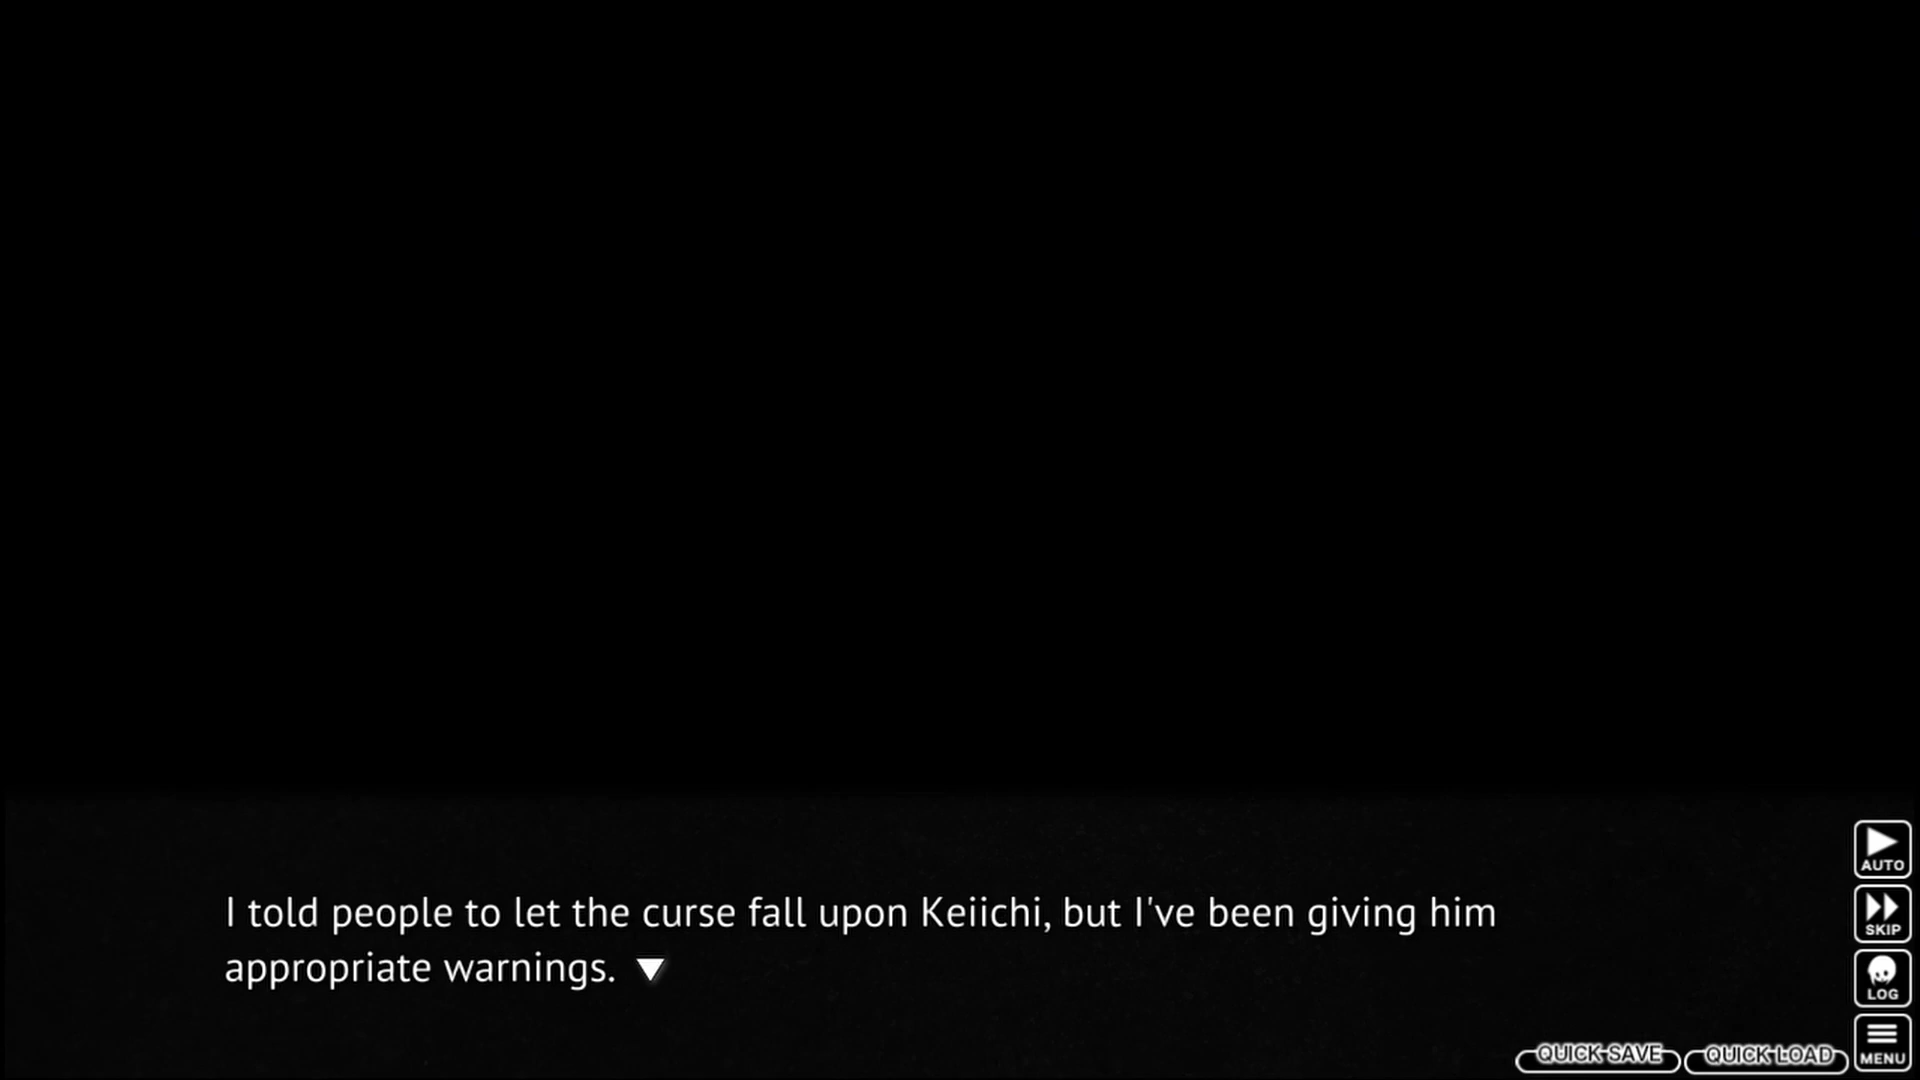 I told people to let the curse fall upon Keiichi, but I've been giving him
appropriate warnings.
AUTO
SKIP
LOG
MENU
QUICK SAVE QUICK LOAD